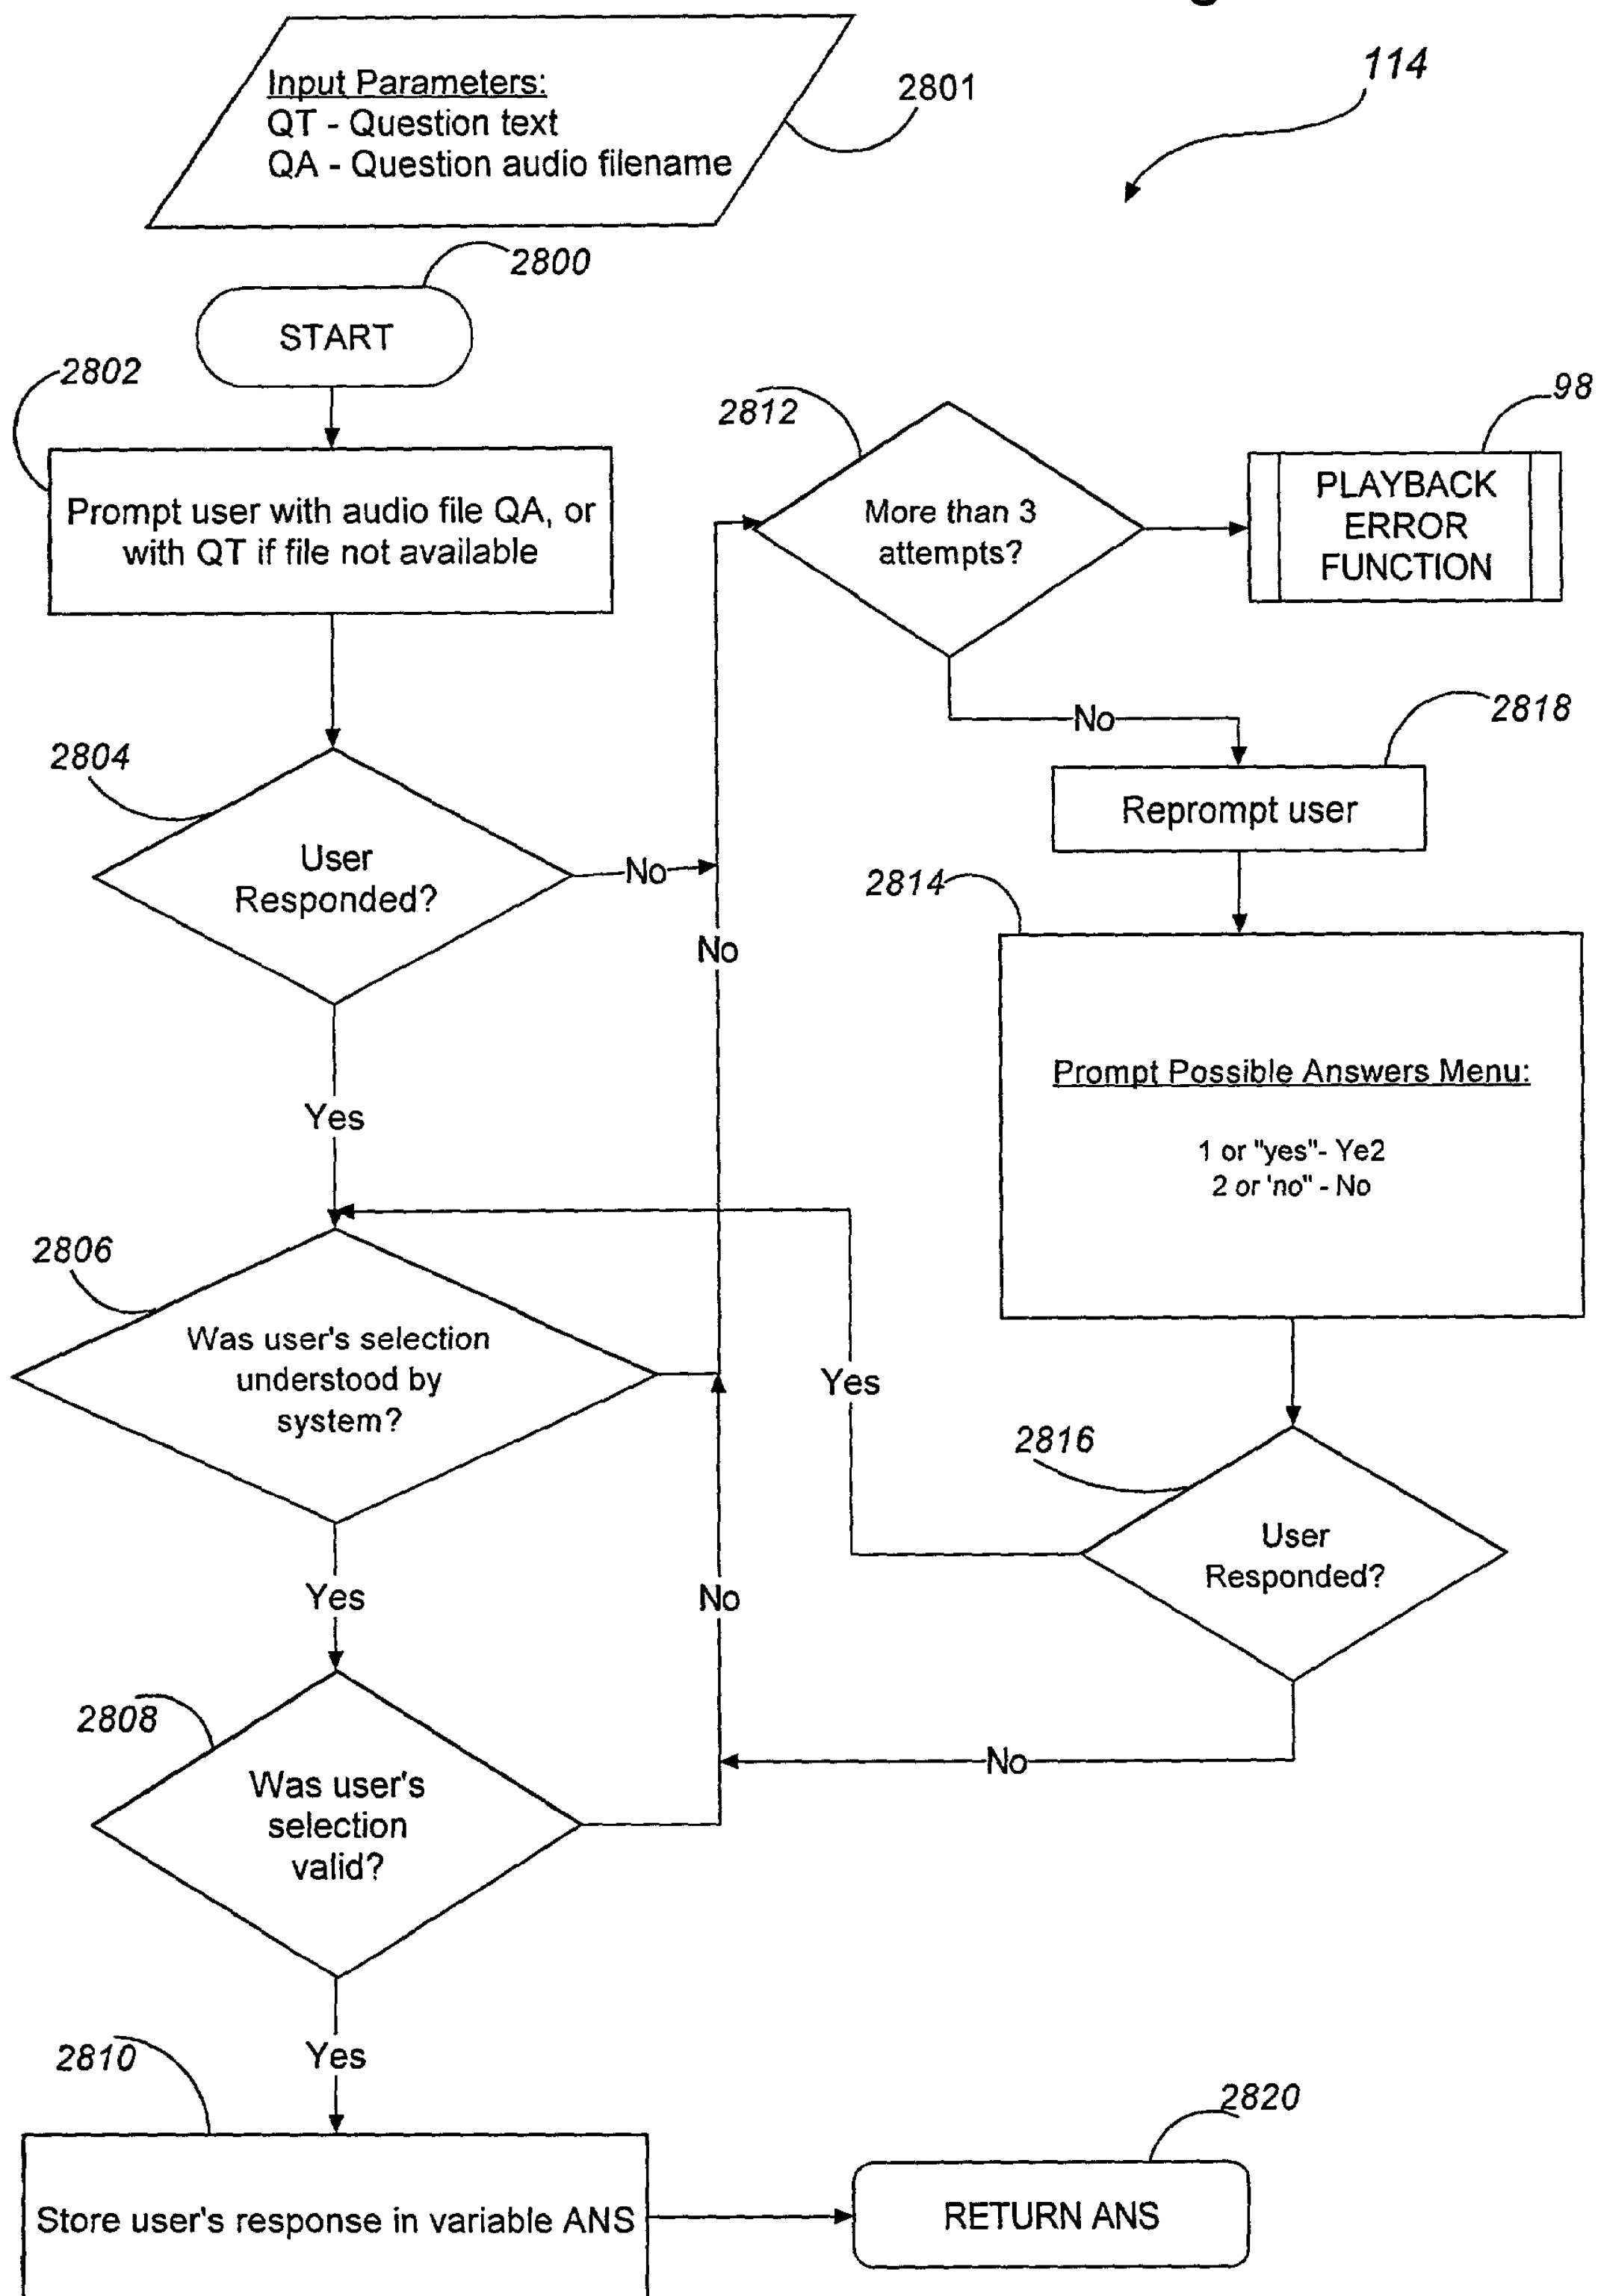 114
Input Parameters:
QT - Question text
QA - Question audio filename
2801
2800
START
2802
Prompt user with audio file QA, or
with QT if file not available
2812
More than 3
attempts?
98
PLAYBACK
ERROR
FUNCTION
No
2818
Reprompt user
2804
User
Responded?
No
No
Yes
2814
Prompt Possible Answers Menu:
1 or "yes"- Ye2
2 or 'no" - No
2806
Was user's selection
understood by
system?
Yes
Yes
2816
User
Responded?
No
No
2808
Was user's
selection
valid?
Yes
2810
Store user's response in variable ANS
2820
RETURN ANS